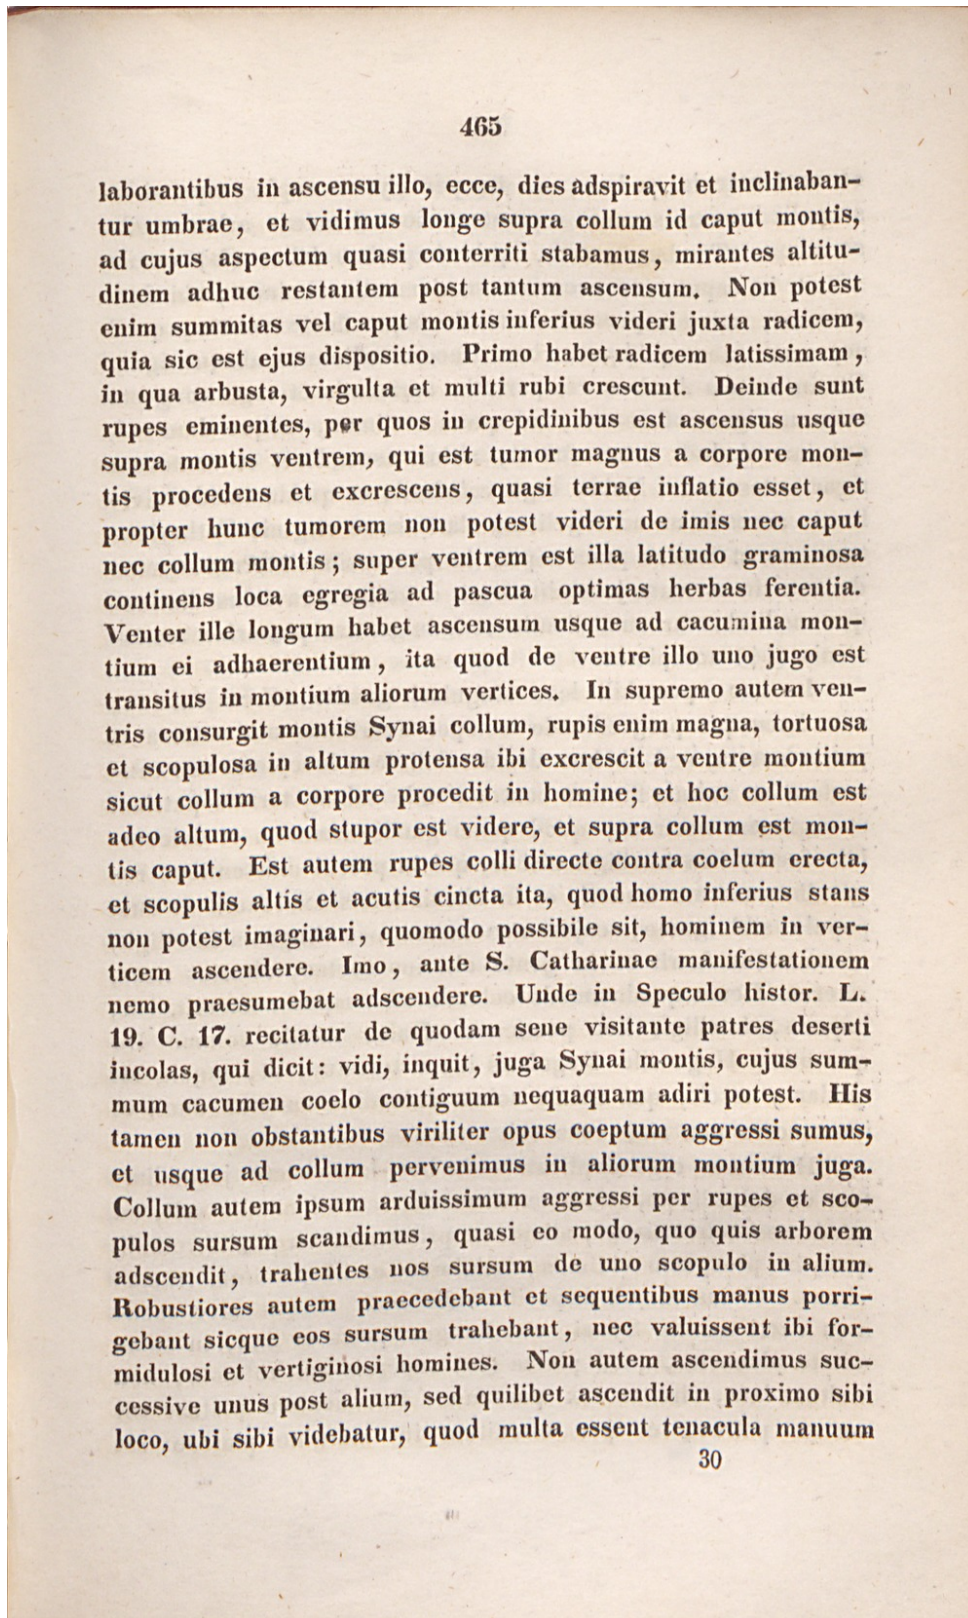 465
laborantibus in ascensu illo, ecce, dies adspiravit et inclinaban-
tur umbrae, et vidimus longe supra collum id caput montis,
ad cujus aspectum quasi conterriti stabamus, mirantes altitu-
dinem adhuc restantem post tantum ascensum. Non potest
enim summitas vel caput montis inferius videri juxta radicem,
quia sic est ejus dispositio. Primo habet radicem latissimam,
in qua arbusta, virgulta et multi rubi crescunt. Deinde sunt
rupes eminentes, per quos in crepidinibus est ascensus usque
supra montis ventrem, qui est tumor magnus a corpore mon-
tis procedens et excrescens, quasi terrae inflatio esset, et
propter hunc tumorem non potest videri de imis nec caput
nec collum montis; super ventrem est illa latitudo graminosa
continens loca egregia ad pascua optimas herbas ferentia.
Venter ille longum habet ascensum usque ad cacumina mon-
tium ei adhaerentium, ita quod de ventre illo uno jugo est
transitus in montium aliorum vertices. In supremo autem ven-
tris consurgit montis Synai collum, rupis enim magna, tortuosa
et scopulosa in altum protensa ibi excrescit a ventre montium
sicut collum a corpore procedit in homine; et hoc collum est
adeo altum, quod stupor est videre, et supra collum est mon-
tis caput. Est autem rupes colli directe contra coelum erecta,
et scopulis altis et acutis cincta ita, quod homo inferius stans
non potest imaginari, quomodo possibile sit, hominem in ver-
ticem ascendere. Imo, ante S. Catharinae manifestationem
nemo praesumebat adscendere. Unde in Speculo histor. L.
19. C. 17. recitatur de quodam sene visitante patres deserti
incolas, qui dicit: vidi, inquit, juga Synai montis, cujus sum-
mum cacumen coelo contiguum nequaquam adiri potest. His
tamen non obstantibus viriliter opus coeptum aggressi sumus,
et usque ad collum pervenimus in aliorum montium juga.
Collum autem ipsum arduissimum aggressi per rupes et sco-
pulos sursum scandimus, quasi eo modo, quo quis arborem
adscendit, trahentes nos sursum de uno scopulo in alium.
Robustiores autem praecedebant et sequentibus manus porri-
gebant sicque eos sursum trahebant, nec valuissent ibi for-
midulosi et vertiginosi homines. Non autem ascendimus suc-
cessive unus post alium, sed quilibet ascendit in proximo sibi
loco, ubi sibi videbatur, quod multa essent tenacula manuum
30